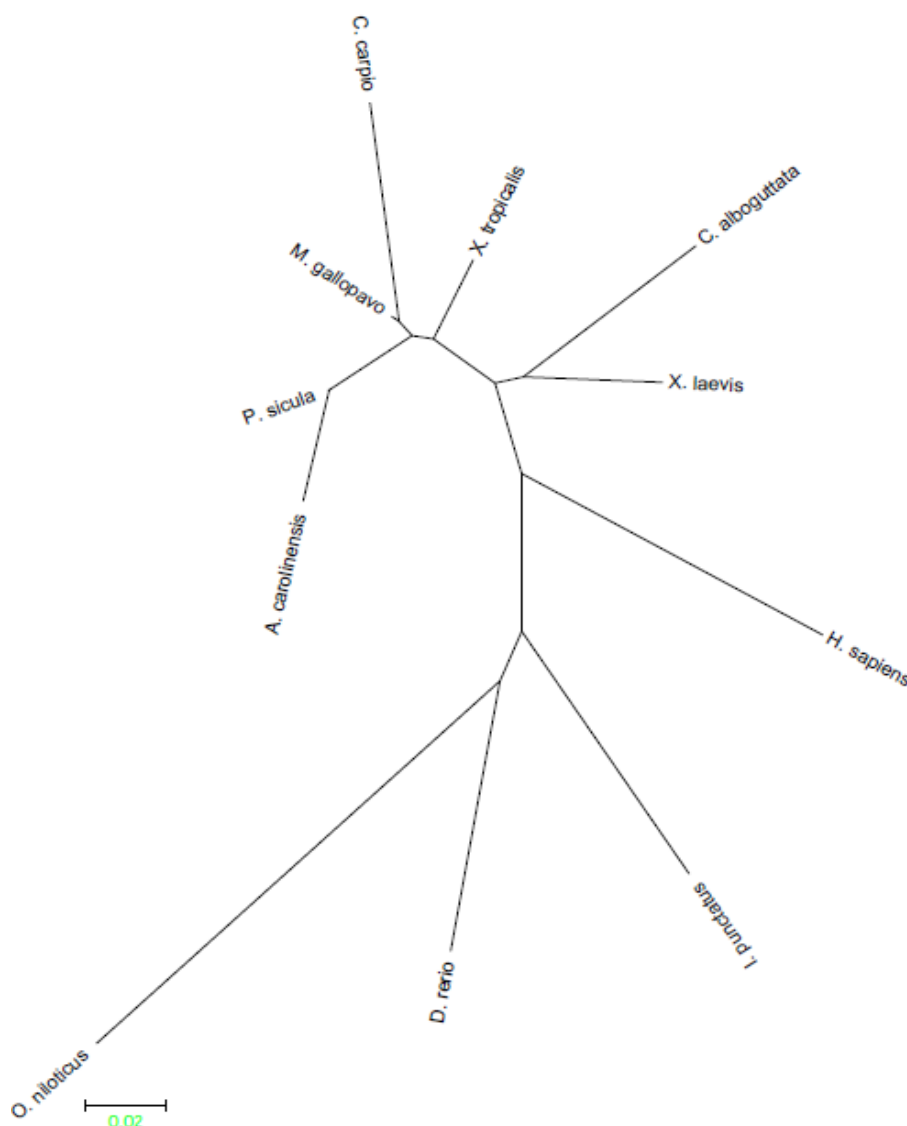 C. carpio
X. tropicalis
C. alboguttata
M. gallopavo
X. laevis
P. sicula
A. carolinensis
H. sapiens
I. punctatus
D. rerio
O. niloticus
0.02